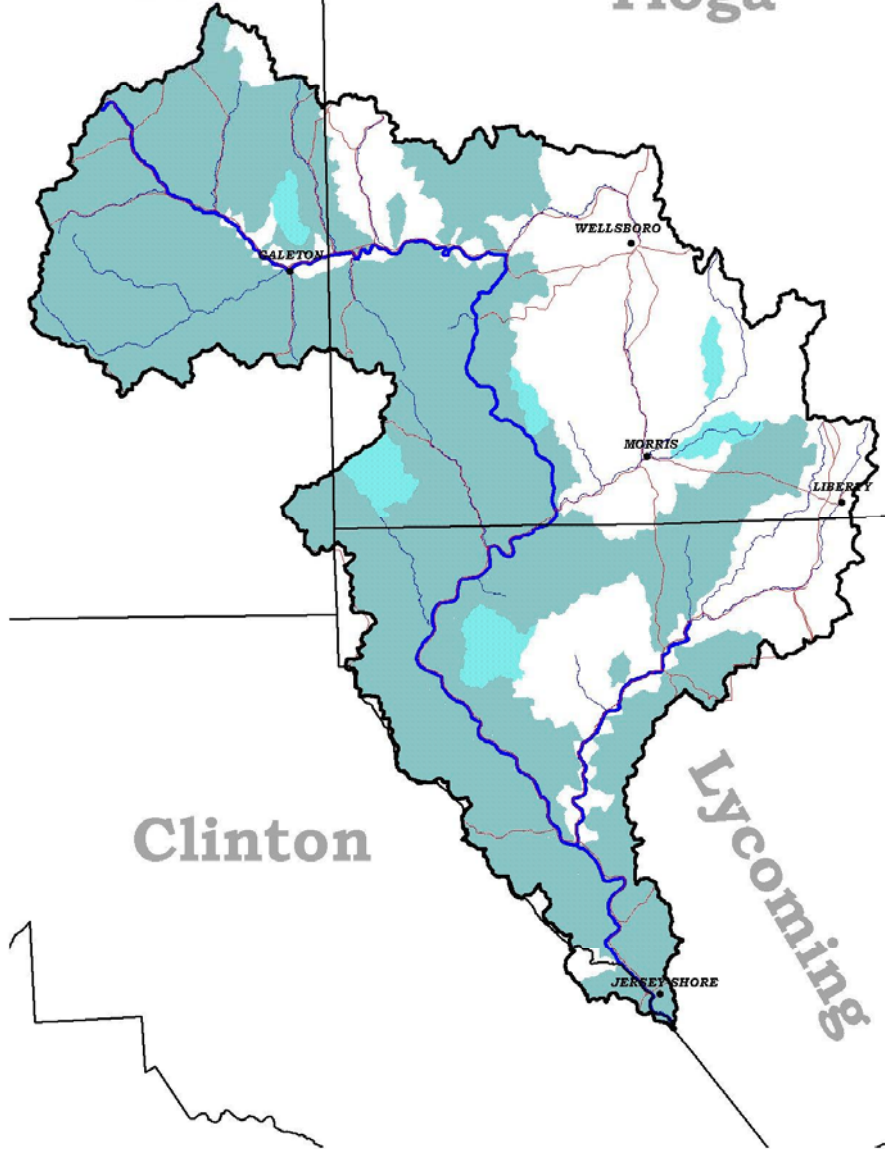 Tioga
WELLSBORO
GALETON
MORRIS
LIBERTY
Clinton
Lycoming
JERSEY SHORE